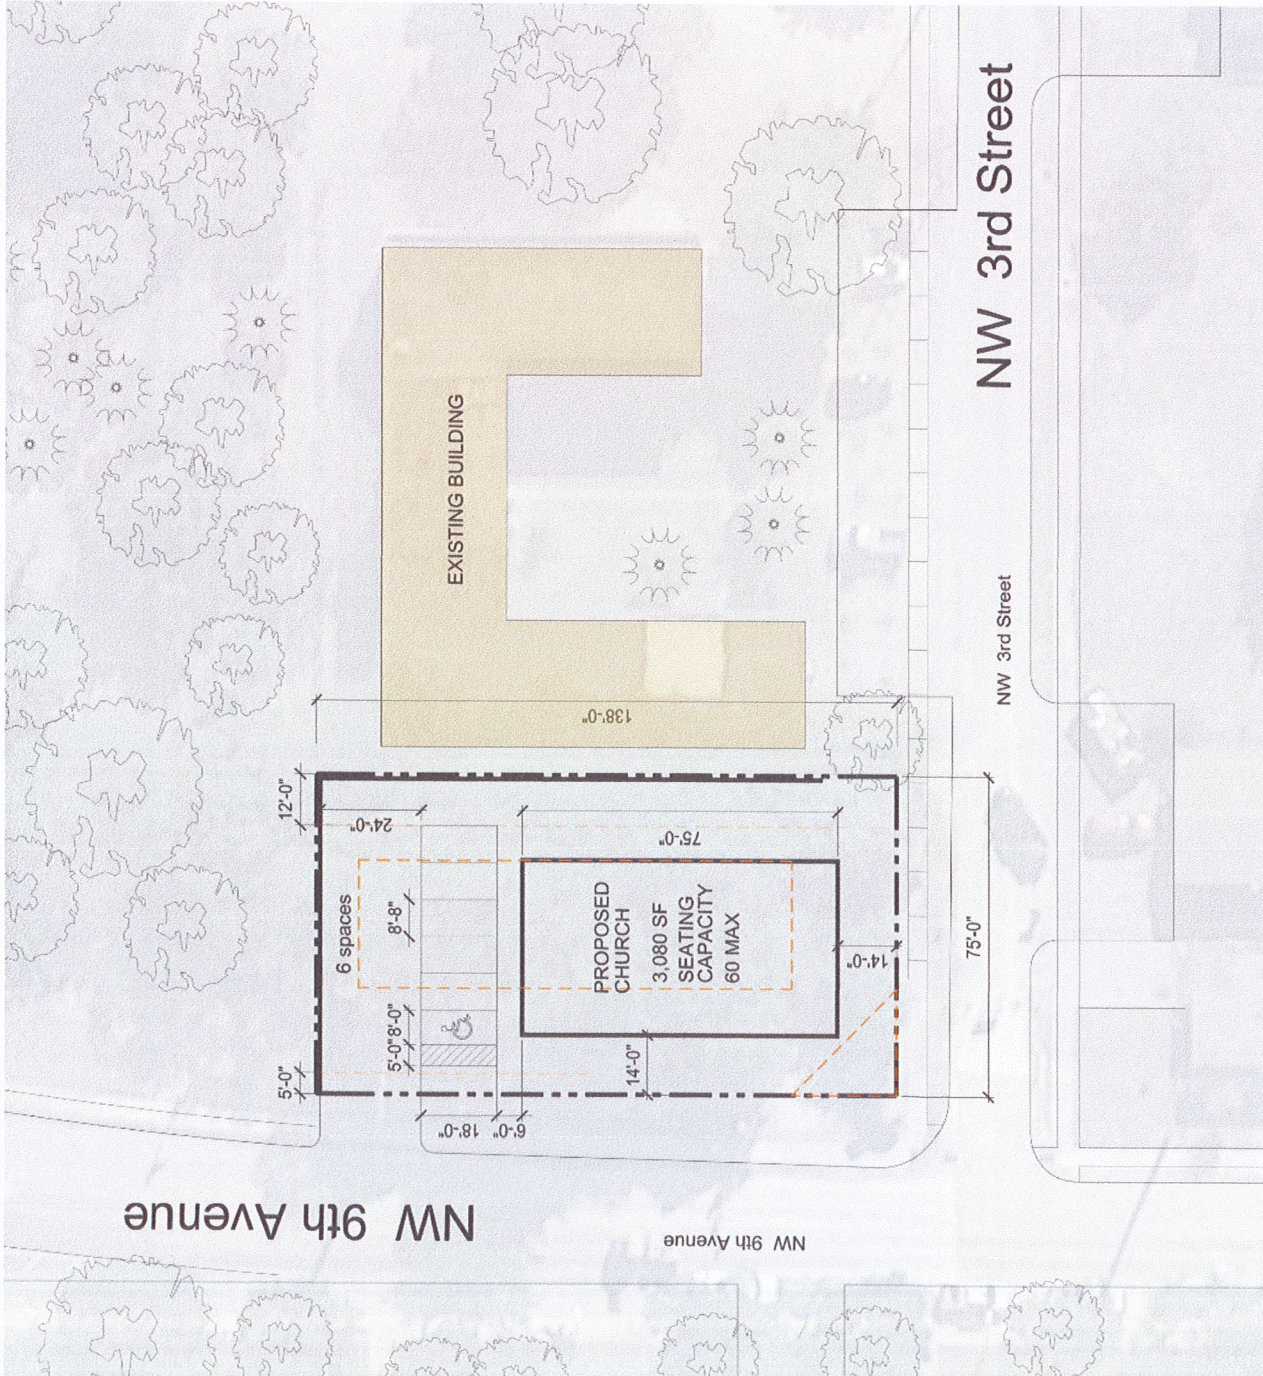 NW 3rd Street
EXISTING BUILDING
NW 3rd Street
138'-0"
12'-0"
24'-0"
75'-0"
6 spaces
8'-8"
PROPOSED
CHURCH
3,080 SF
SEATING
CAPACITY
60 MAX
14'-0"
75'-0"
5'-0"
5'-0"
8'-0"
14'-0"
18'-0"
6'-0"
NW 9th Avenue
NW 9th Avenue